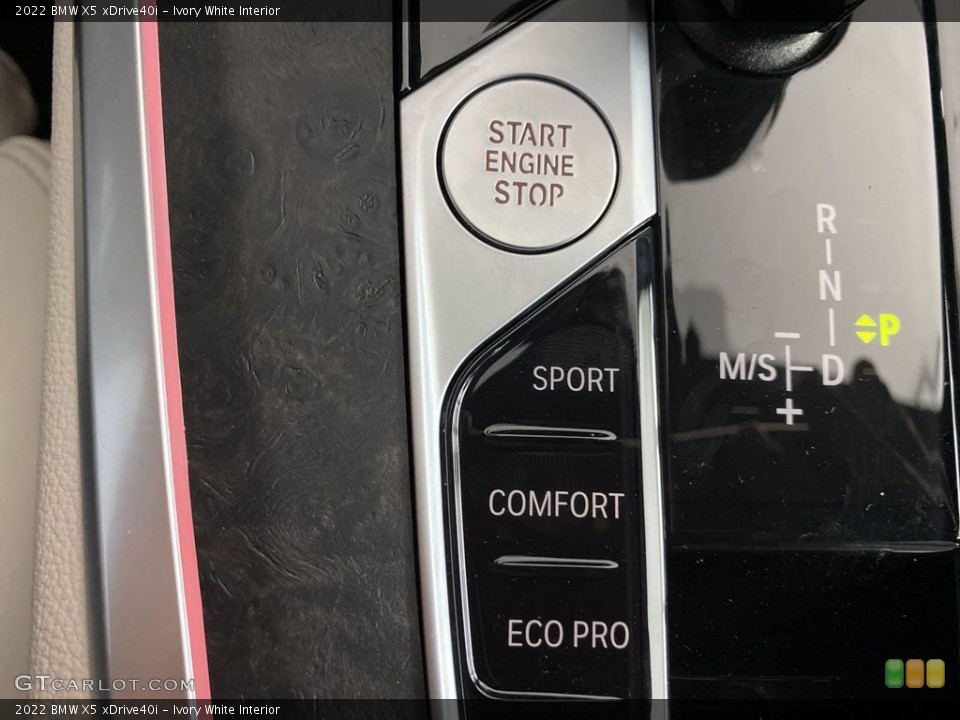 2022 BMW X5 xDrive40i – Ivory White Interior
START
ENGINE
STOP
R
N
P
M/S
D
–
+
SPORT
COMFORT
ECO PRO
GTcarlot.com
2022 BMW X5 xDrive40i – Ivory White Interior